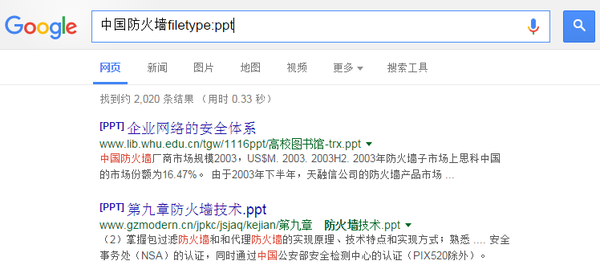 Google 中国防火墙filetype:ppt
网页 新闻 图片 地图 视频 更多 搜索工具
找到约 2,020 条结果 （用时 0.33 秒）
[PPT] 企业网络的安全体系
www.lib.whu.edu.cn/tgw/1116ppt/高校图书馆-trx.ppt
中国防火墙厂商市场规模2003，US$M. 2003. 2003H2. 2003年防火墙子市场上思科中国
的市场份额为16.47%。 由于2003年下半年，天融信公司的防火墙产品市场 ...
[PPT] 第九章防火墙技术.ppt
www.gzmodern.cn/jpkc/jsjaq/kejian/第九章 防火墙技术.ppt
（2）掌握包过滤防火墙和和代理防火墙的实现原理、技术特点和实现方式；熟悉 .... 安全
事务处（NSA）的认证，同时通过中国公安部安全检测中心的认证（PIX520除外）。